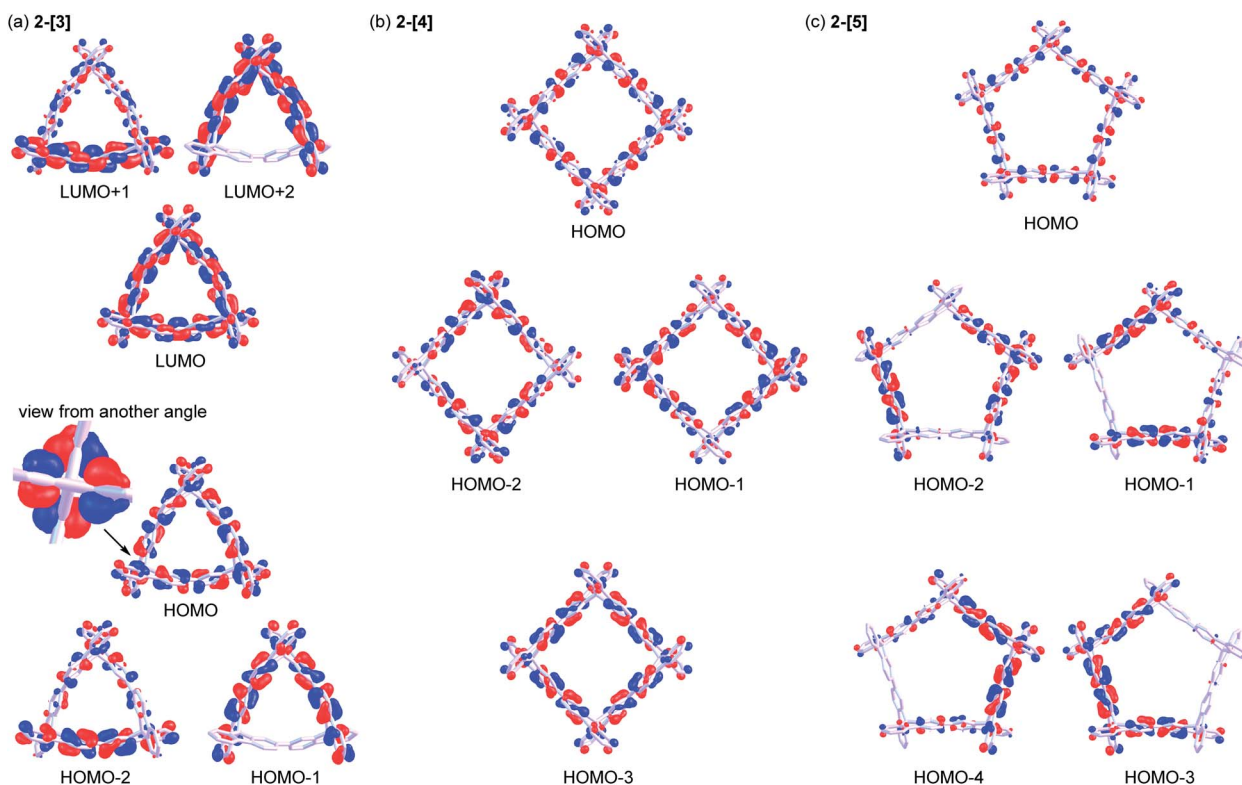 (a) 2-[3]
LUMO+1
LUMO+2
LUMO
view from another angle
HOMO
HOMO-2
HOMO-1
(b) 2-[4]
HOMO
HOMO-2
HOMO-1
HOMO-3
(c) 2-[5]
HOMO
HOMO-2
HOMO-1
HOMO-4
HOMO-3